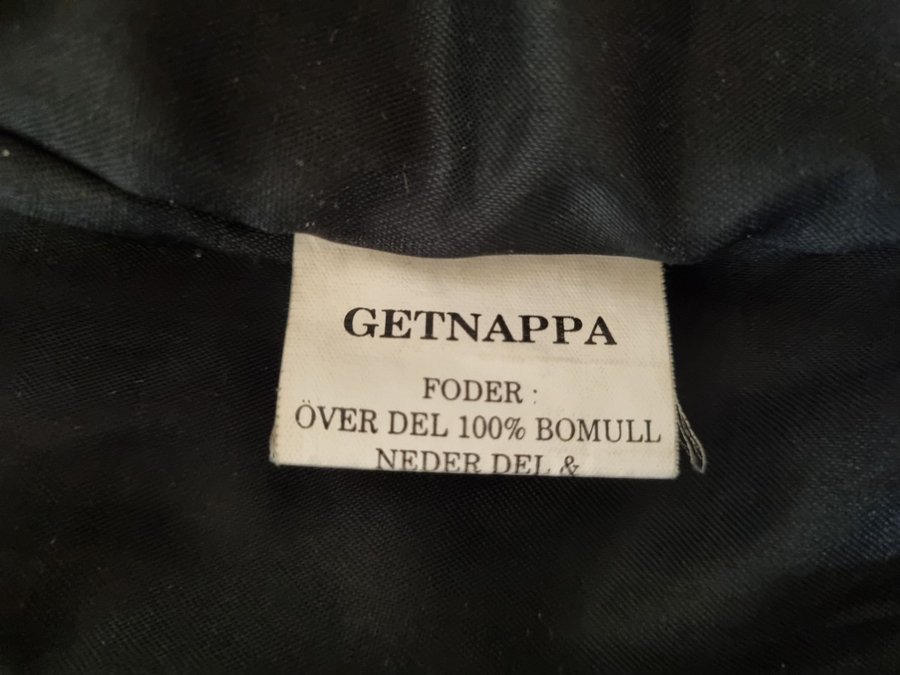 GETNAPPA
FODER :
ÖVER DEL 100% BOMULL
NEDER DEL &